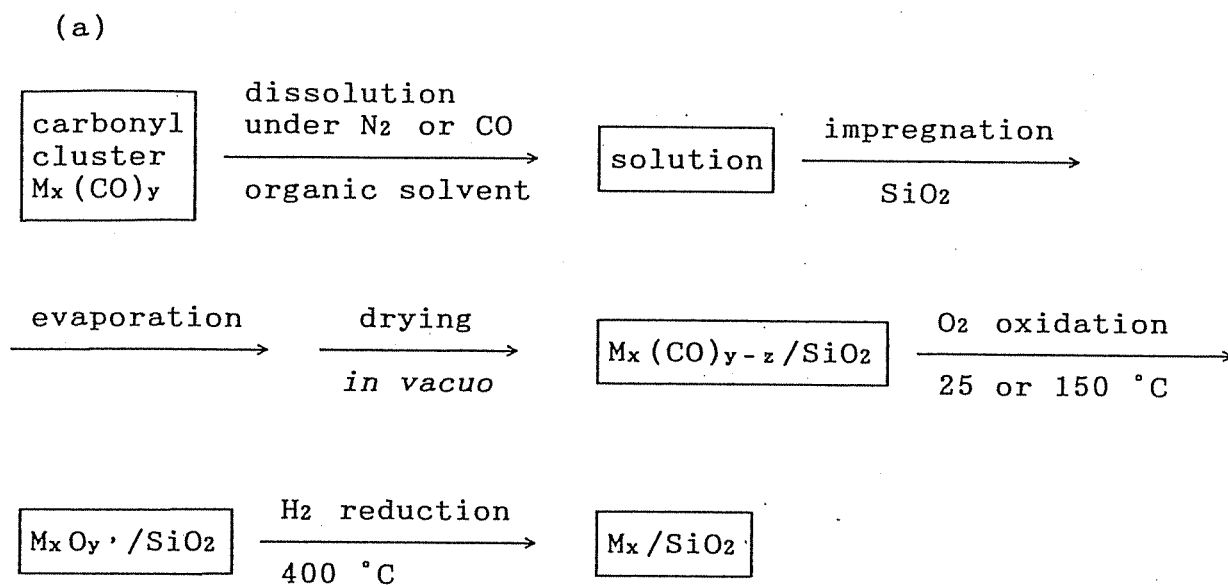 (a)
carbonyl
cluster
Mx(CO)y
dissolution
under N2 or CO
organic solvent
solution
impregnation
SiO2
evaporation
drying
in vacuo
Mx(CO)y-z/SiO2
O2 oxidation
25 or 150 °C
MxOy'/SiO2
H2 reduction
400 °C
Mx/SiO2